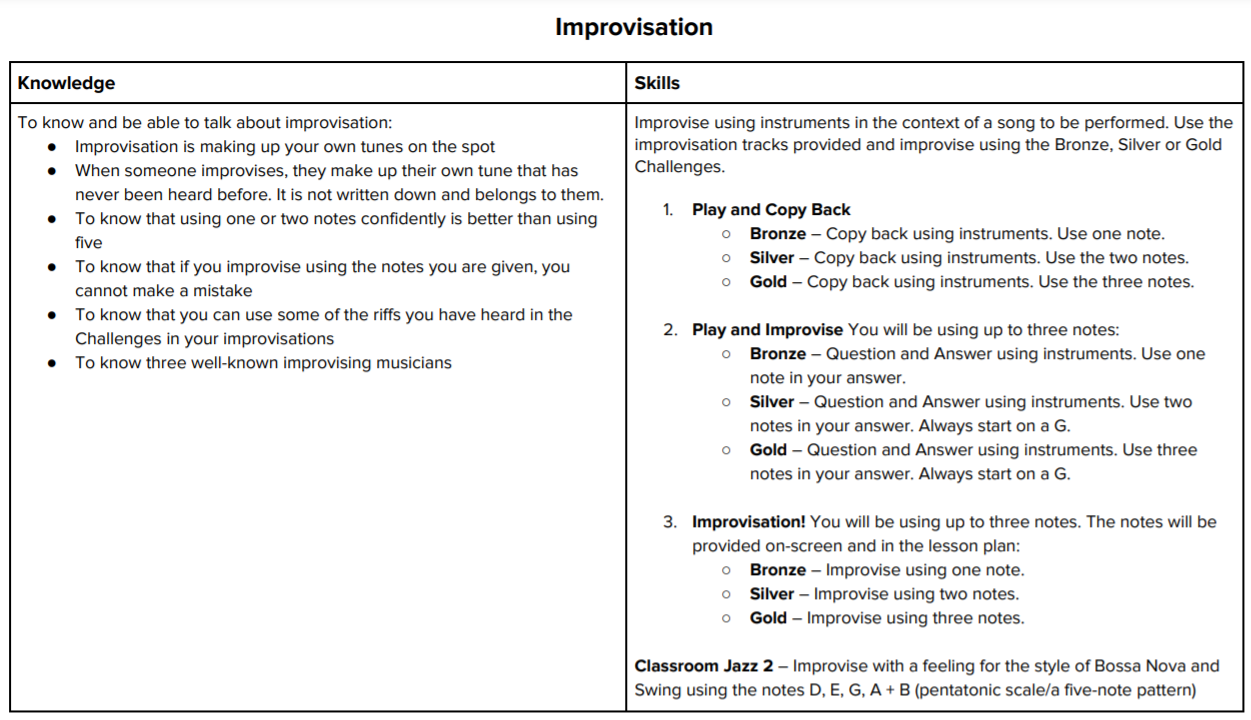 Improvisation
Knowledge
To know and be able to talk about improvisation:
● Improvisation is making up your own tunes on the spot
● When someone improvises, they make up their own tune that has
never been heard before. It is not written down and belongs to them.
● To know that using one or two notes confidently is better than using
five
● To know that if you improvise using the notes you are given, you
cannot make a mistake
● To know that you can use some of the riffs you have heard in the
Challenges in your improvisations
● To know three well-known improvising musicians
Skills
Improvise using instruments in the context of a song to be performed. Use the
improvisation tracks provided and improvise using the Bronze, Silver or Gold
Challenges.
1. Play and Copy Back
○ Bronze – Copy back using instruments. Use one note.
○ Silver – Copy back using instruments. Use the two notes.
○ Gold – Copy back using instruments. Use the three notes.
2. Play and Improvise You will be using up to three notes:
○ Bronze – Question and Answer using instruments. Use one
note in your answer.
○ Silver – Question and Answer using instruments. Use two
notes in your answer. Always start on a G.
○ Gold – Question and Answer using instruments. Use three
notes in your answer. Always start on a G.
3. Improvisation! You will be using up to three notes. The notes will be
provided on-screen and in the lesson plan:
○ Bronze – Improvise using one note.
○ Silver – Improvise using two notes.
○ Gold – Improvise using three notes.
Classroom Jazz 2 – Improvise with a feeling for the style of Bossa Nova and
Swing using the notes D, E, G, A + B (pentatonic scale/a five-note pattern)